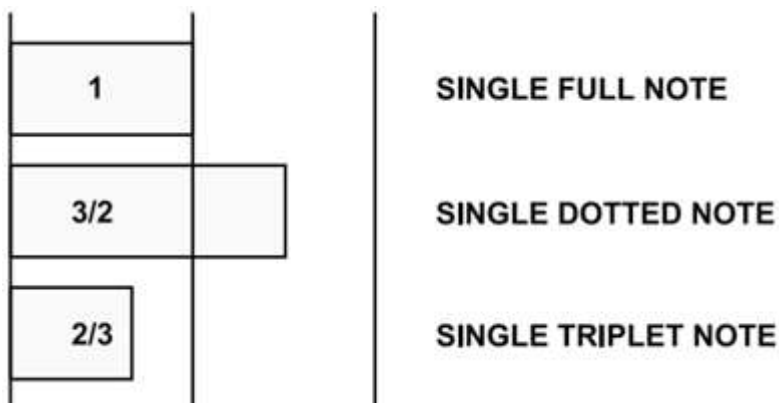 1 SINGLE FULL NOTE
3/2 SINGLE DOTTED NOTE
2/3 SINGLE TRIPLET NOTE